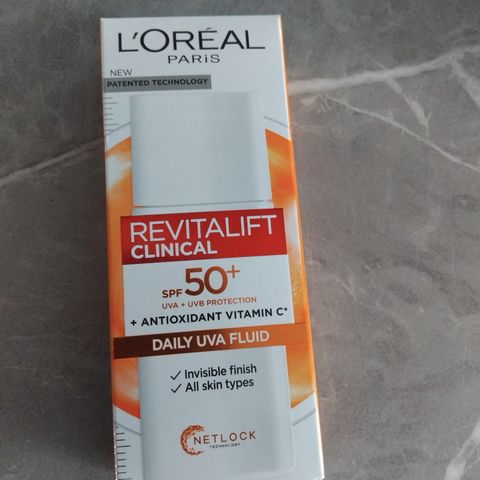 L'ORÉAL
PARIS
NEW
PATENTED TECHNOLOGY
REVITALIFT
CLINICAL
SPF 50+
UVA + UVB PROTECTION
+ ANTIOXIDANT VITAMIN C*
DAILY UVA FLUID
✓ Invisible finish
✓ All skin types
NETLOCK
TECHNOLOGY